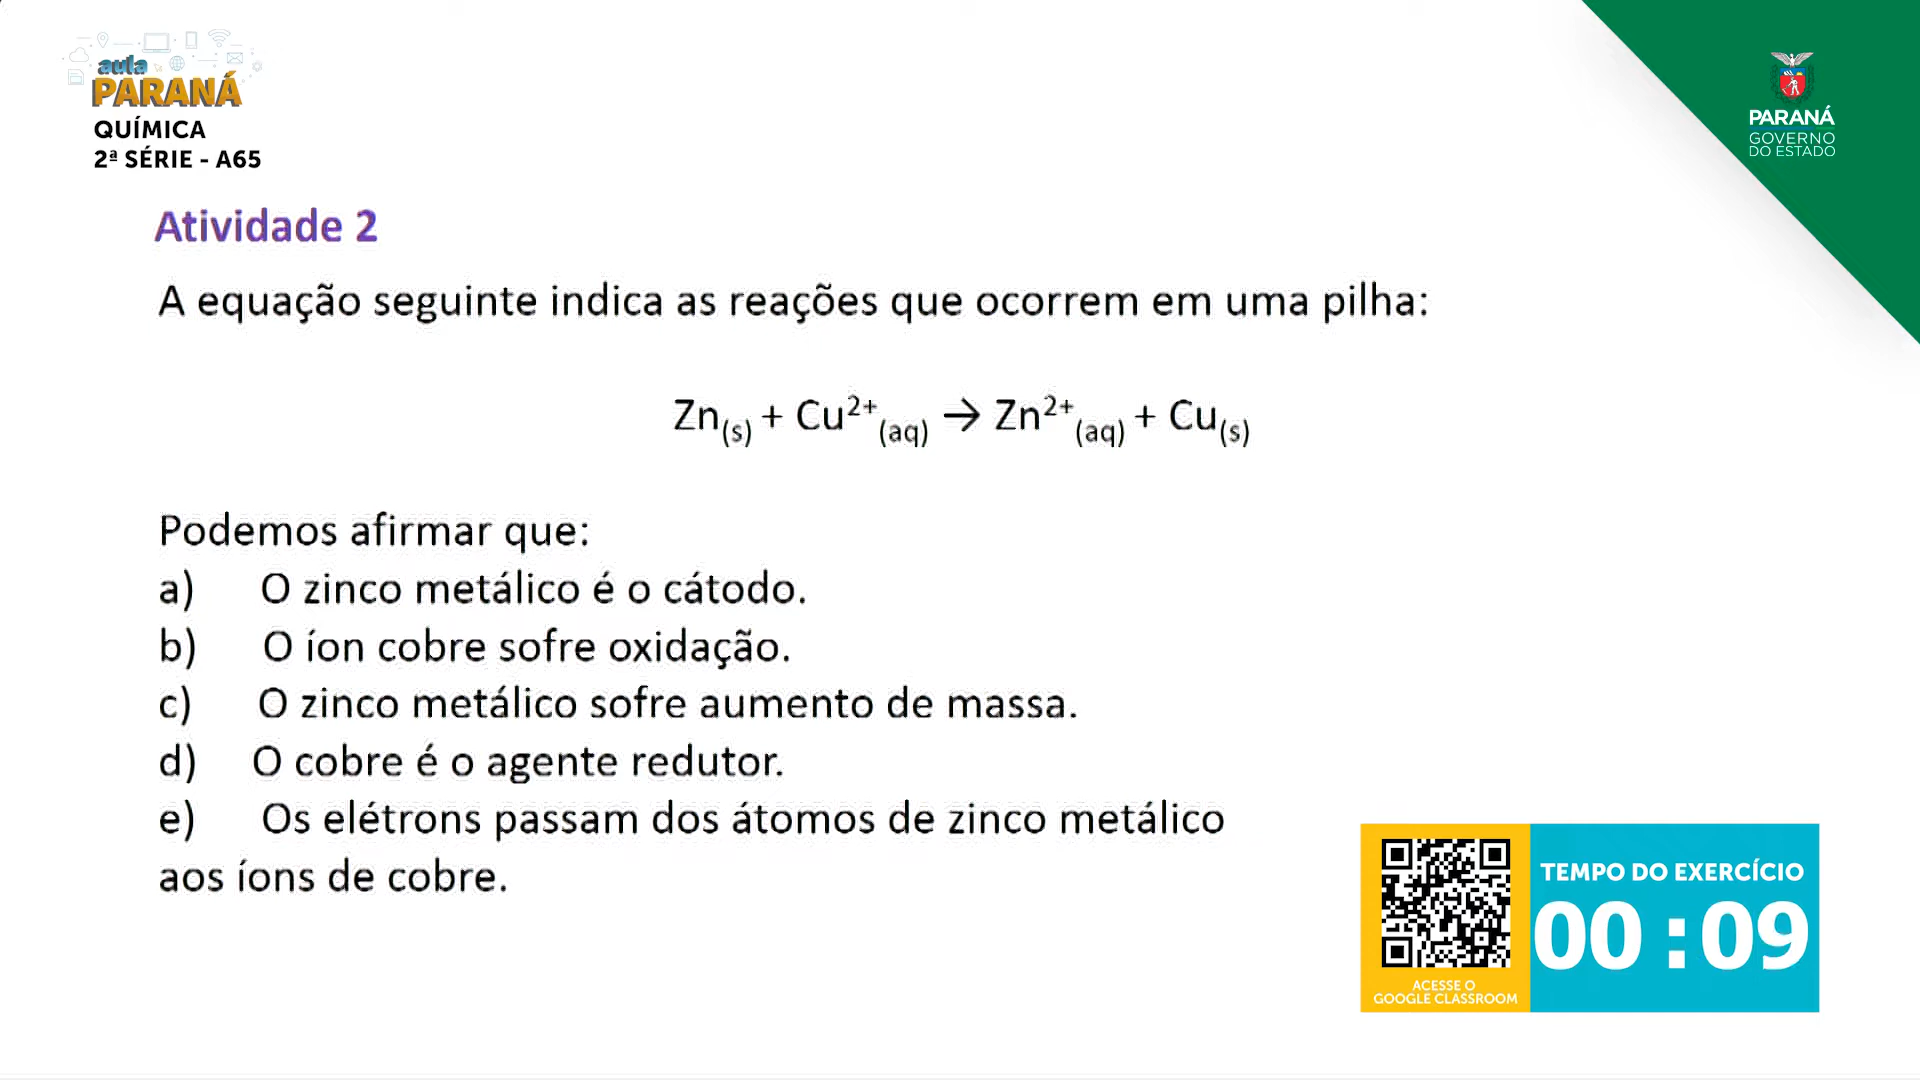 aula
PARANÁ
QUÍMICA
2ª SÉRIE - A65
PARANÁ
GOVERNO
DO ESTADO
Atividade 2
A equação seguinte indica as reações que ocorrem em uma pilha:
Zn(s) + Cu²⁺(aq) → Zn²⁺(aq) + Cu(s)
Podemos afirmar que:
a) O zinco metálico é o cátodo.
b) O íon cobre sofre oxidação.
c) O zinco metálico sofre aumento de massa.
d) O cobre é o agente redutor.
e) Os elétrons passam dos átomos de zinco metálico
aos íons de cobre.
TEMPO DO EXERCÍCIO
00:09
ACESSE O
GOOGLE CLASSROOM